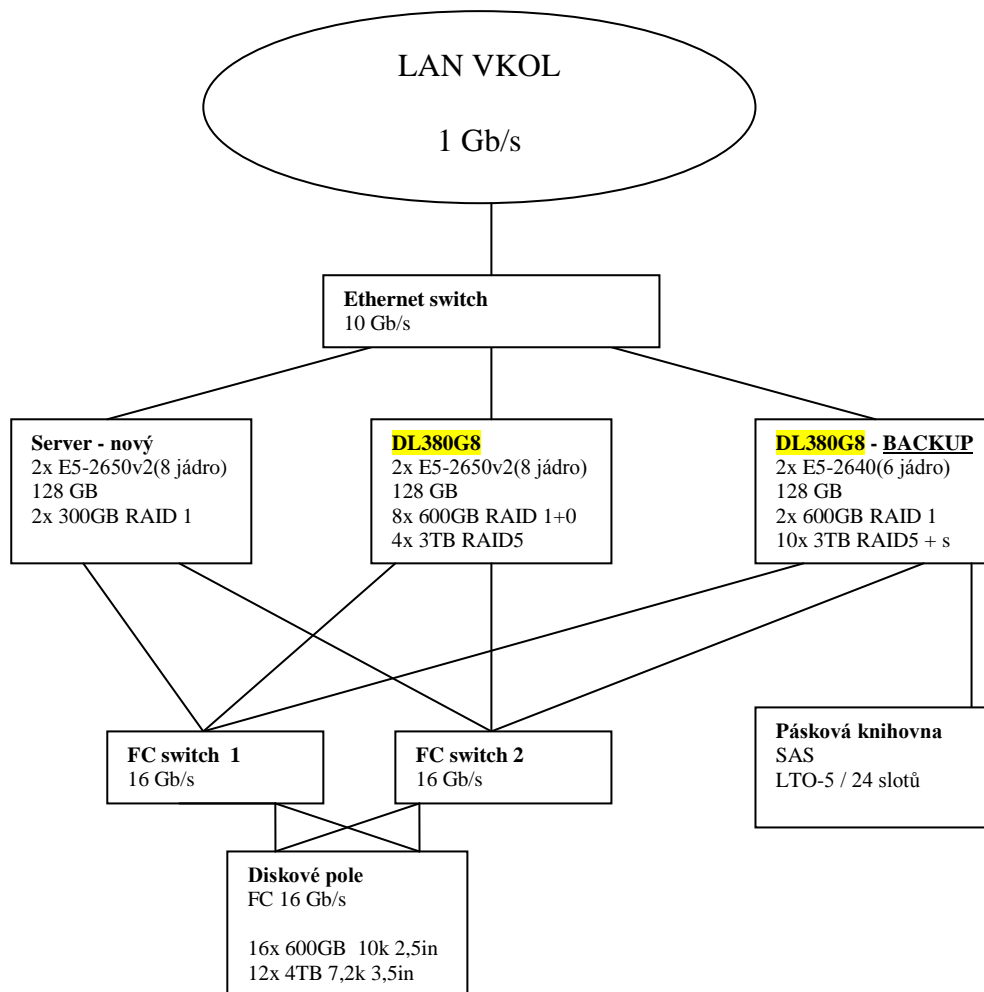 LAN VKOL
1 Gb/s
Ethernet switch
10 Gb/s
Server - nový
2x E5-2650v2(8 jádro)
128 GB
2x 300GB RAID 1
DL380G8
2x E5-2650v2(8 jádro)
128 GB
8x 600GB RAID 1+0
4x 3TB RAID5
DL380G8 - BACKUP
2x E5-2640(6 jádro)
128 GB
2x 600GB RAID 1
10x 3TB RAID5 + s
FC switch  1
16 Gb/s
FC switch 2
16 Gb/s
Pásková knihovna
SAS
LTO-5 / 24 slotů
Diskové pole
FC 16 Gb/s
16x 600GB  10k 2,5in
12x 4TB 7,2k 3,5in